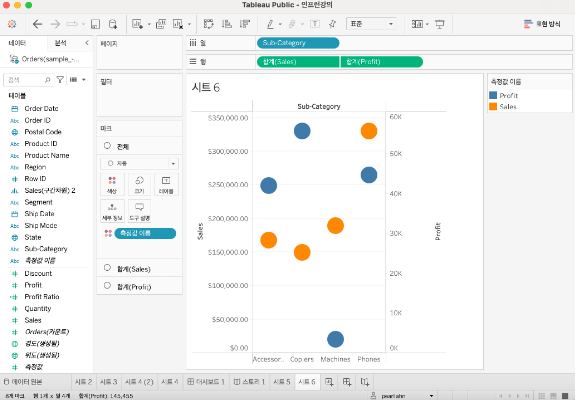 Tableau Public - 인프런강의
표준
표현 방식
데이터
분석
페이지
열
Sub-Category
Orders(sample_-...
행
합계(Sales)
합계(Profit)
검색
필터
시트 6
측정값 이름
Profit
Sales
테이블
Order Date
Order ID
Postal Code
Product ID
Product Name
Region
Row ID
Sales(구간차원) 2
Segment
Ship Date
Ship Mode
State
Sub-Category
측정값 이름
Discount
Profit
Profit Ratio
Quantity
Sales
Orders(카운트)
경도(생성됨)
위도(생성됨)
측정값
마크
전체
자동
색상
크기
레이블
세부 정보
도구 설명
측정값 이름
합계(Sales)
합계(Profit)
Sub-Category
$350,000.00
$300,000.00
$250,000.00
$200,000.00
$150,000.00
$100,000.00
$50,000.00
$0.00
Sales
60K
50K
40K
30K
20K
10K
0K
Profit
Accessor..
Copiers
Machines
Phones
데이터 원본
시트 2
시트 3
시트 4 (2)
시트 4
대시보드 1
스토리 1
시트 5
시트 6
8개 마크
행 1개 x 열 4개
합계(Profit): 145,455
pearl ahn